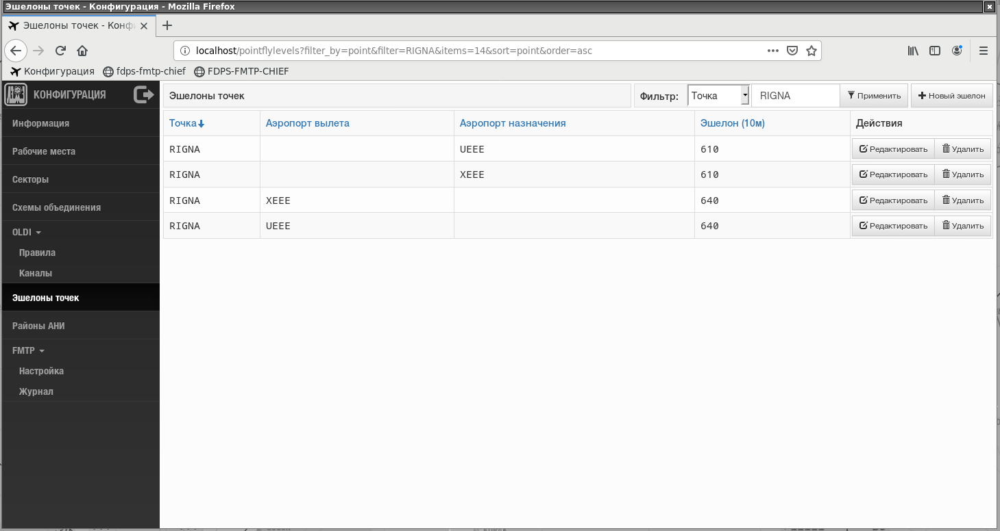 Эшелоны точек - Конфигурация - Mozilla Firefox
Эшелоны точек - Конфи
localhost/pointflylevels?filter_by=point&filter=RIGNA&items=14&sort=point&order=asc
Конфигурация fdps-fmtp-chief FDPS-FMTP-CHIEF
КОНФИГУРАЦИЯ
Информация
Рабочие места
Секторы
Схемы объединения
OLDI
Правила
Каналы
Эшелоны точек
Районы АНИ
FMTP
Настройка
Журнал
Эшелоны точек Фильтр: Точка RIGNA Применить Новый эшелон
Точка Аэропорт вылета Аэропорт назначения Эшелон (10м) Действия
RIGNA UEEE 610 Редактировать Удалить
RIGNA XEEE 610 Редактировать Удалить
RIGNA XEEE 640 Редактировать Удалить
RIGNA UEEE 640 Редактировать Удалить